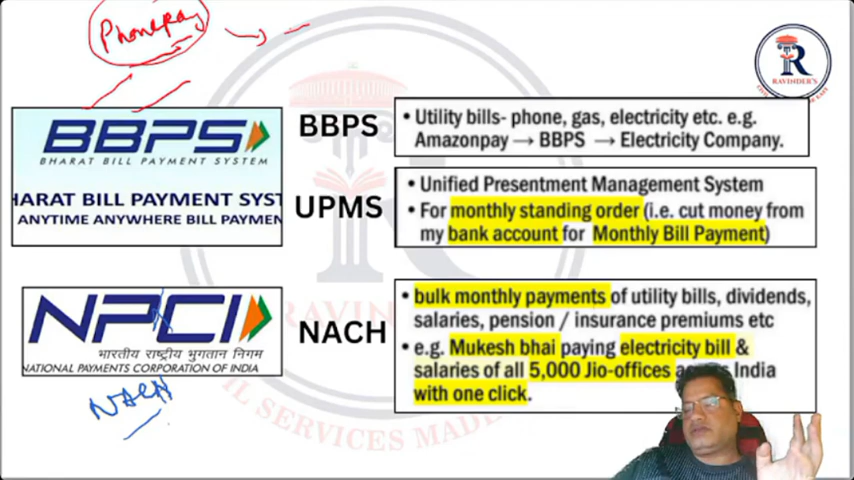 Phonepay
RAVINDER'S
BBPS
BHARAT BILL PAYMENT SYSTEM
HARAT BILL PAYMENT SYST
ANYTIME ANYWHERE BILL PAYMEN
BBPS
• Utility bills- phone, gas, electricity etc. e.g.
Amazonpay → BBPS → Electricity Company.
UPMS
• Unified Presentment Management System
• For monthly standing order (i.e. cut money from
my bank account for Monthly Bill Payment)
NPCI
भारतीय राष्ट्रीय भुगतान निगम
NATIONAL PAYMENTS CORPORATION OF INDIA
NACH
NACH
• bulk monthly payments of utility bills, dividends,
salaries, pension / insurance premiums etc
• e.g. Mukesh bhai paying electricity bill &
salaries of all 5,000 Jio-offices India
with one click.
RAVIN
SERVICES MADE